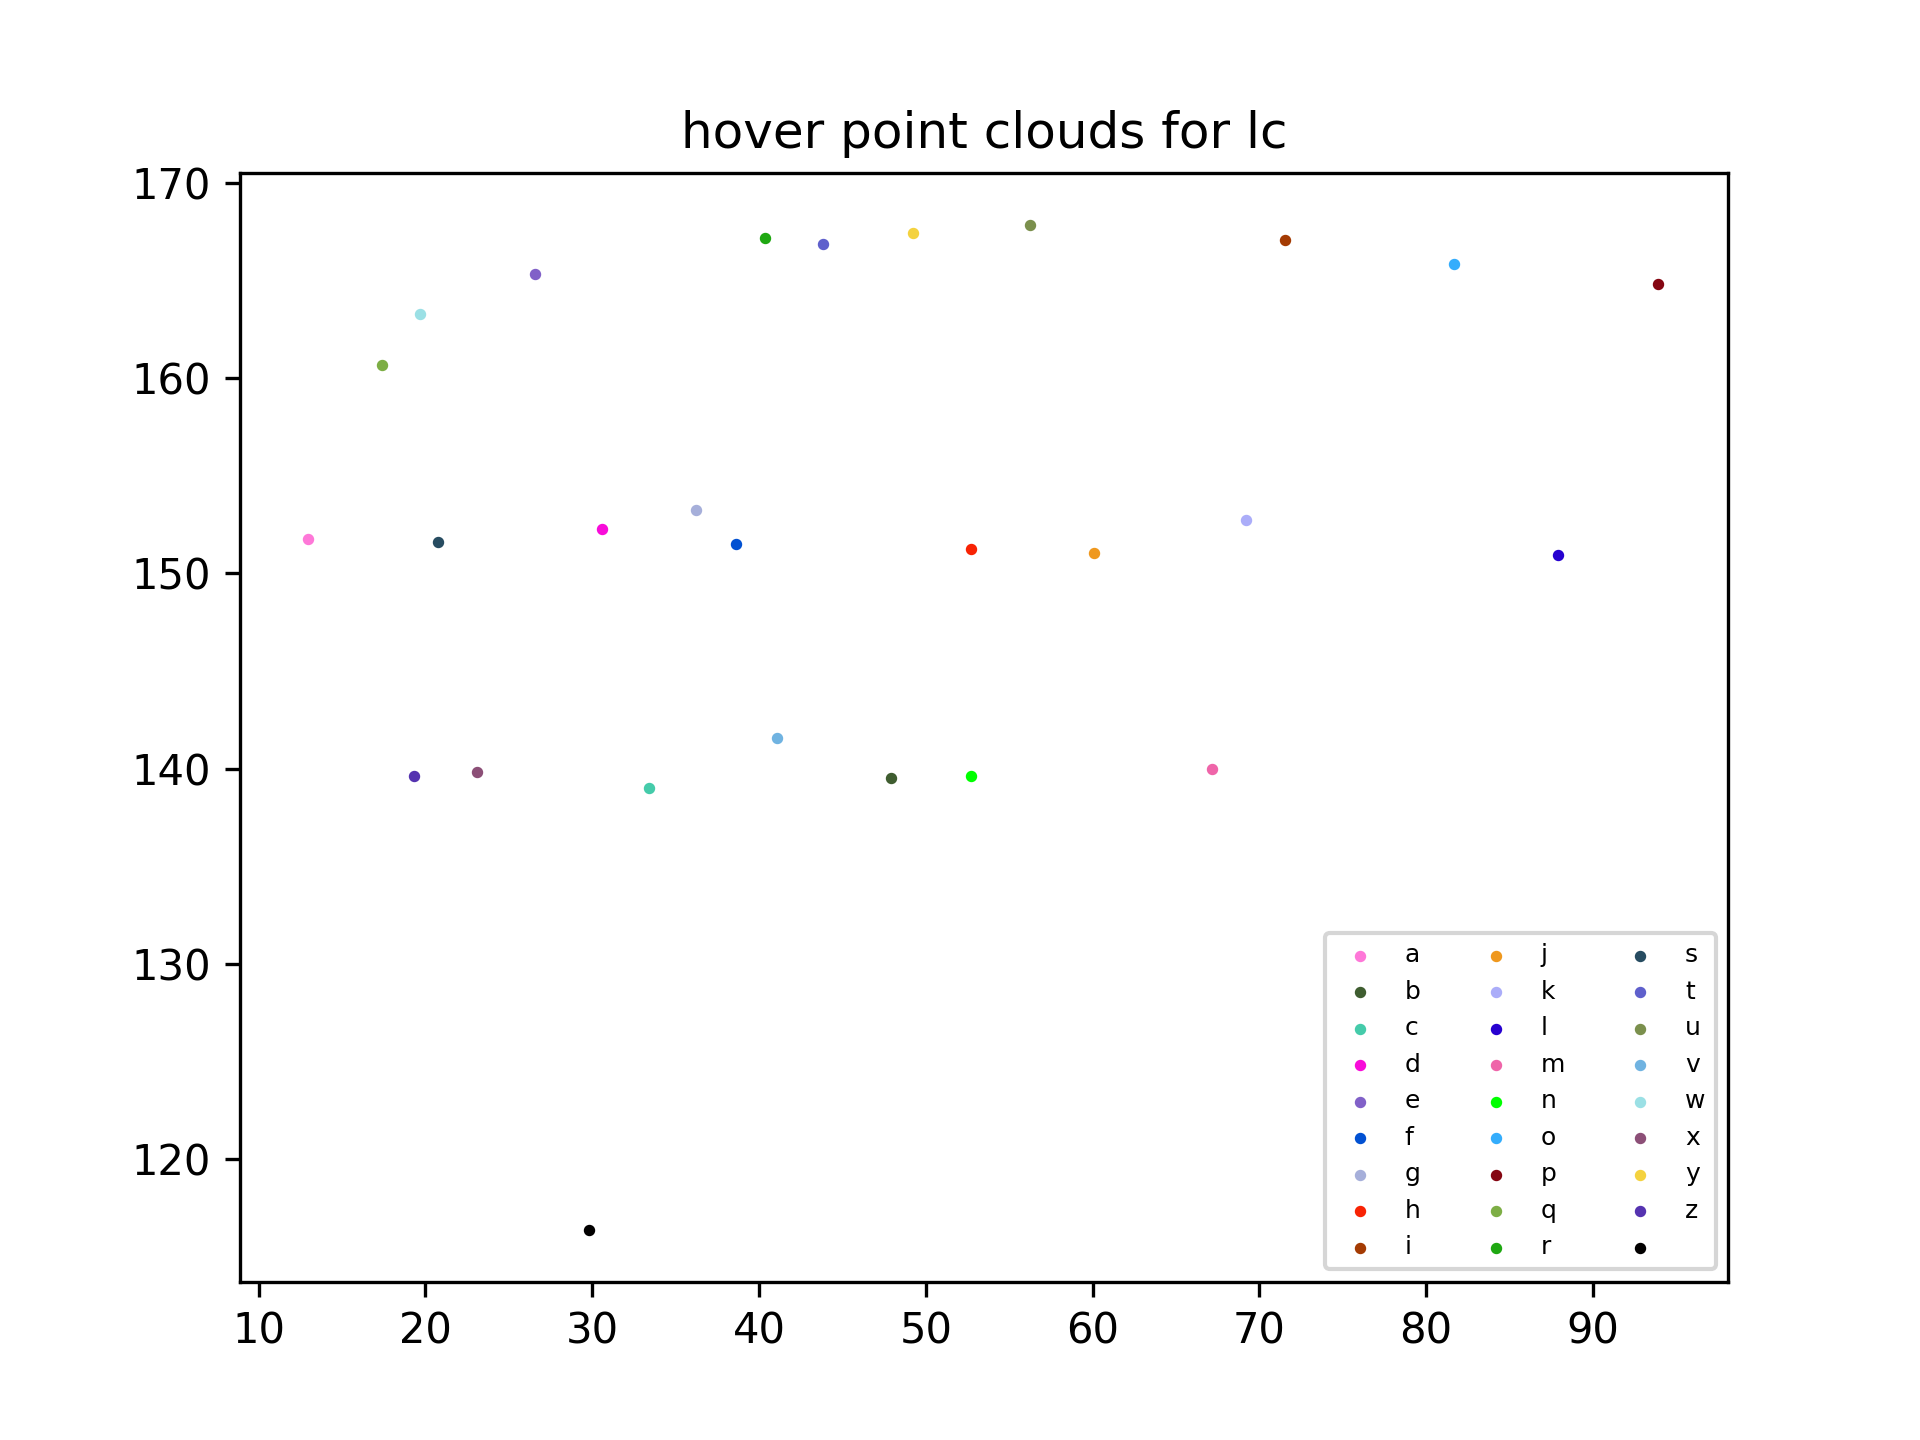 hover point clouds for lc
170
160
150
140
130
120
10 20 30 40 50 60 70 80 90
a j s
b k t
c l u
d m v
e n w
f o x
g p y
h q z
i r